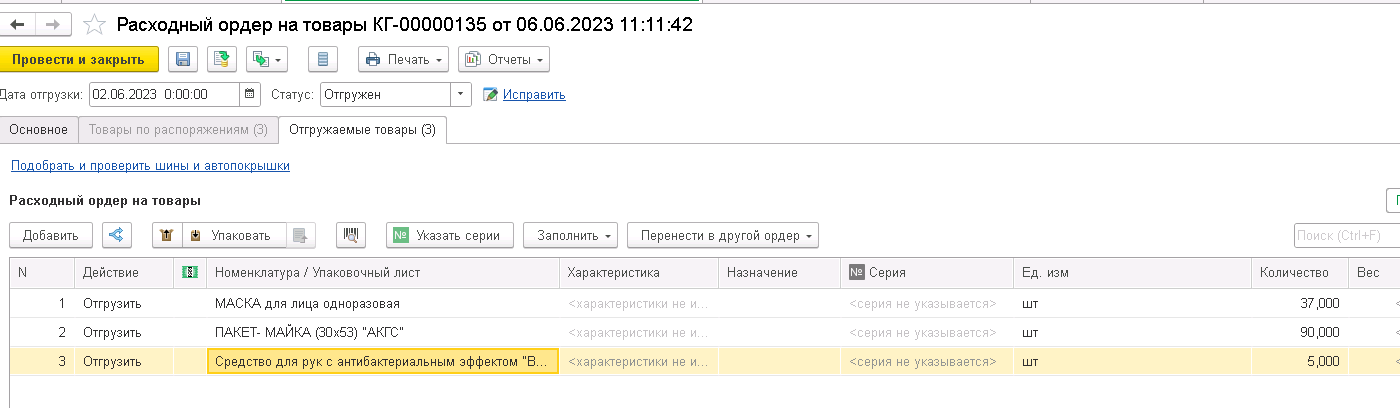 Расходный ордер на товары КГ-00000135 от 06.06.2023 11:11:42
Провести и закрыть Печать Отчеты
Дата отгрузки: 02.06.2023 0:00:00 Статус: Отгружен Исправить
Основное Товары по распоряжениям (3) Отгружаемые товары (3)
Подобрать и проверить шины и автопокрышки
Расходный ордер на товары
Добавить Упаковать № Указать серии Заполнить Перенести в другой ордер Поиск (Ctrl+F)
N Действие Номенклатура / Упаковочный лист Характеристика Назначение № Серия Ед. изм Количество Вес
1 Отгрузить МАСКА для лица одноразовая <характеристики не и... <серия не указывается> шт 37,000
2 Отгрузить ПАКЕТ- МАЙКА (30х53) "АКГС" <характеристики не и... <серия не указывается> шт 90,000
3 Отгрузить Средство для рук с антибактериальным эффектом "В... <характеристики не и... <серия не указывается> шт 5,000